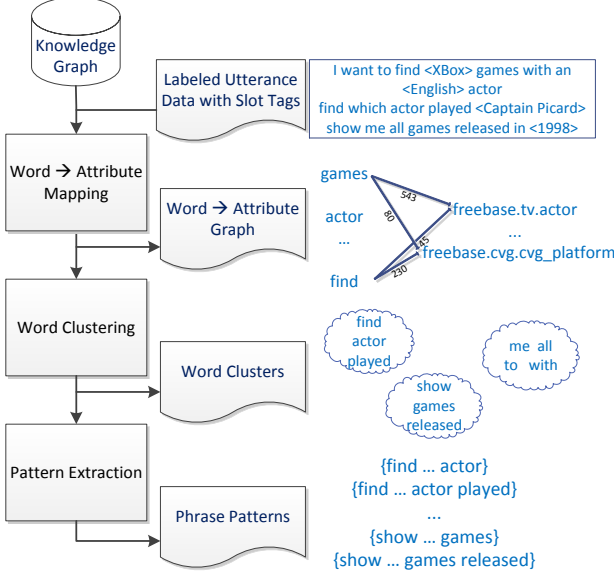 Knowledge
Graph
Labeled Utterance
Data with Slot Tags
I want to find <XBox> games with an
<English> actor
find which actor played <Captain Picard>
show me all games released in <1998>
Word → Attribute
Mapping
Word → Attribute
Graph
games
actor
...
find
543
80
45
230
freebase.tv.actor
...
freebase.cvg.cvg_platform
Word Clustering
Word Clusters
find
actor
played
me all
to with
show
games
released
Pattern Extraction
Phrase Patterns
{find ... actor}
{find ... actor played}
...
{show ... games}
{show ... games released}